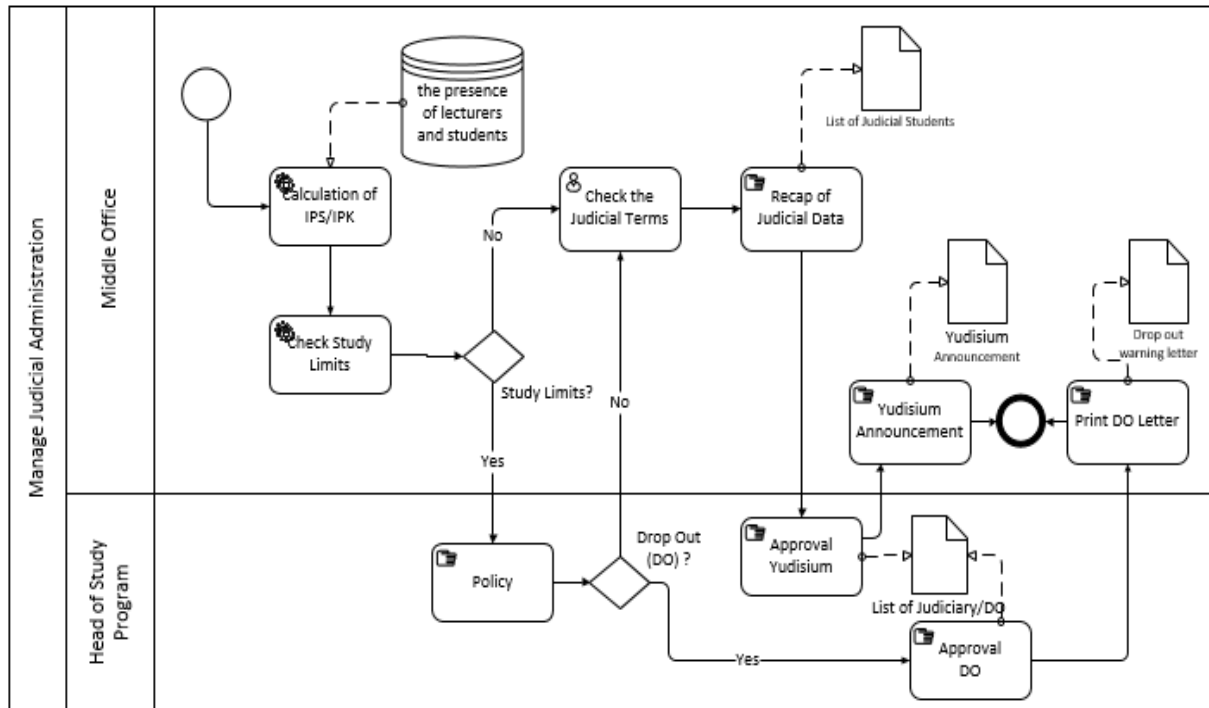 Manage Judicial Administration
Middle Office
the presence
of lecturers
and students
List of Judicial Students
Calculation of
IPS/IPK
Check the
Judicial Terms
Recap of
Judicial Data
No
Check Study
Limits
Study Limits?
Yudisium
Announcement
Drop out
warning letter
Yudisium
Announcement
Print DO Letter
No
Yes
Head of Study
Program
Policy
Drop Out
(DO) ?
Approval
Yudisium
List of Judiciary/DO
Yes
Approval
DO